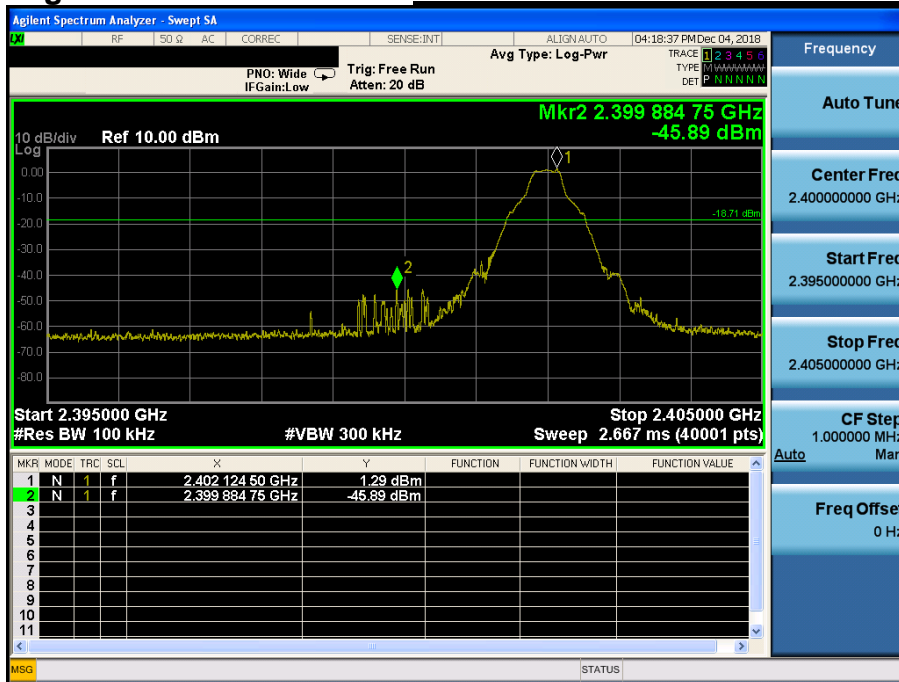 Agilent Spectrum Analyzer - Swept SA
LXI RF 50 Ω AC CORREC SENSE:INT ALIGN AUTO 04:18:37 PM Dec 04, 2018
Avg Type: Log-Pwr
TRACE 1 2 3 4 5 6
TYPE M WWWWW
DET P N N N N N
PNO: Wide
IFGain:Low
Trig: Free Run
Atten: 20 dB
Mkr2 2.399 884 75 GHz
-45.89 dBm
10 dB/div Ref 10.00 dBm
Log
1
0.00
-10.0
-18.71 dBm
-20.0
-30.0
2
-40.0
-50.0
-60.0
-70.0
-80.0
Start 2.395000 GHz Stop 2.405000 GHz
#Res BW 100 kHz #VBW 300 kHz Sweep 2.667 ms (40001 pts)
MKR MODE TRC SCL X Y FUNCTION FUNCTION WIDTH FUNCTION VALUE
1 N 1 f 2.402 124 50 GHz 1.29 dBm
2 N 1 f 2.399 884 75 GHz -45.89 dBm
3
4
5
6
7
8
9
10
11
MSG STATUS
Frequency
Auto Tune
Center Freq
2.400000000 GHz
Start Freq
2.395000000 GHz
Stop Freq
2.405000000 GHz
CF Step
1.000000 MHz
Auto Man
Freq Offset
0 Hz